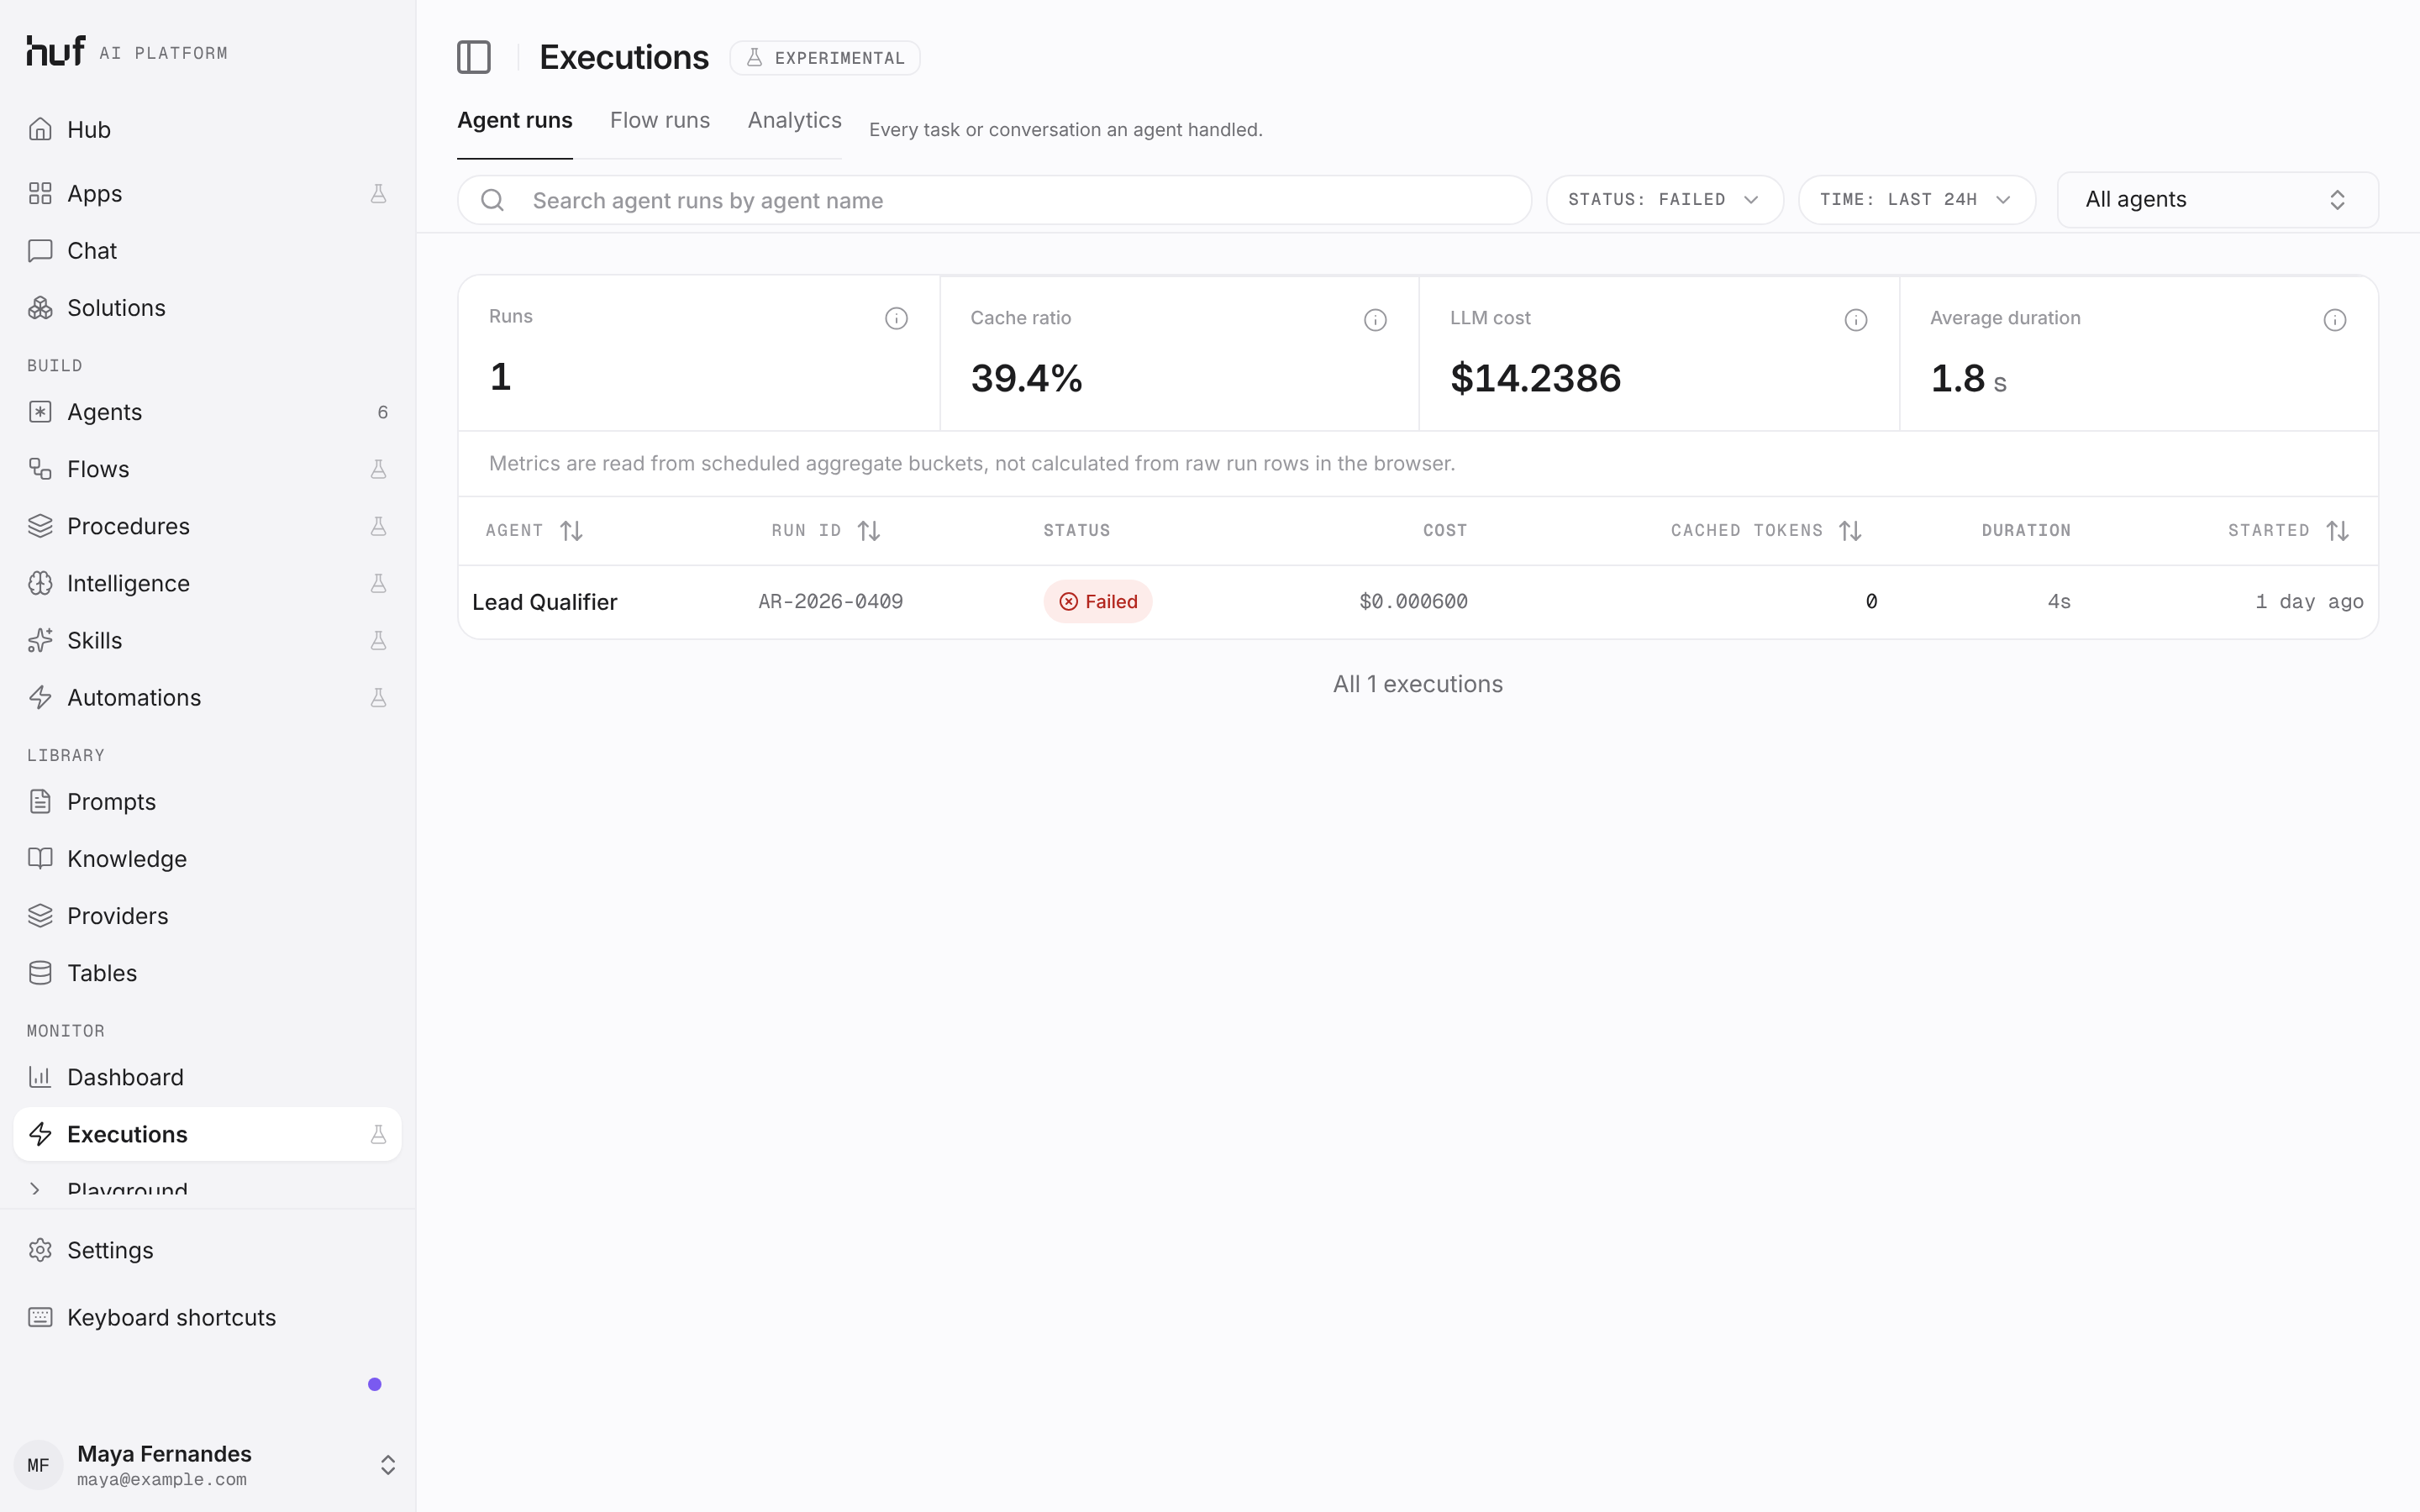 huf AI PLATFORM
Hub
Apps
Chat
Solutions
BUILD
Agents 6
Flows
Procedures
Intelligence
Skills
Automations
LIBRARY
Prompts
Knowledge
Providers
Tables
MONITOR
Dashboard
Executions
Playground
Settings
Keyboard shortcuts
MF
Maya Fernandes
maya@example.com
Executions EXPERIMENTAL
Agent runs Flow runs Analytics Every task or conversation an agent handled.
Search agent runs by agent name STATUS: FAILED TIME: LAST 24H All agents
Runs Cache ratio LLM cost Average duration
1 39.4% $14.2386 1.8 s
Metrics are read from scheduled aggregate buckets, not calculated from raw run rows in the browser.
AGENT RUN ID STATUS COST CACHED TOKENS DURATION STARTED
Lead Qualifier AR-2026-0409 Failed $0.000600 0 4s 1 day ago
All 1 executions